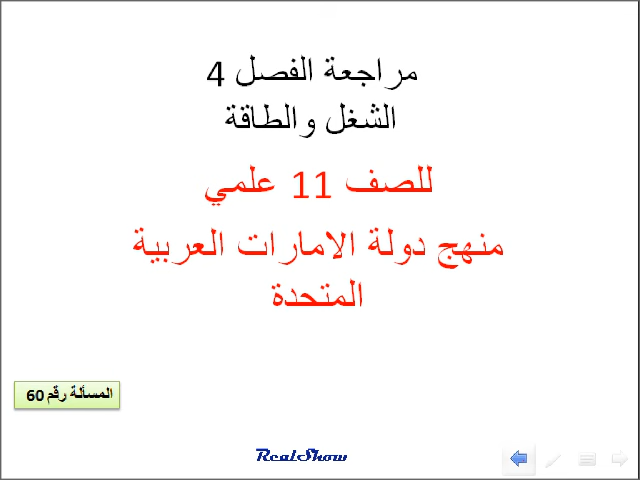 مراجعة الفصل 4
الشغل والطاقة
للصف 11 علمي
منهج دولة الامارات العربية
المتحدة
المسألة رقم 60
RealShow